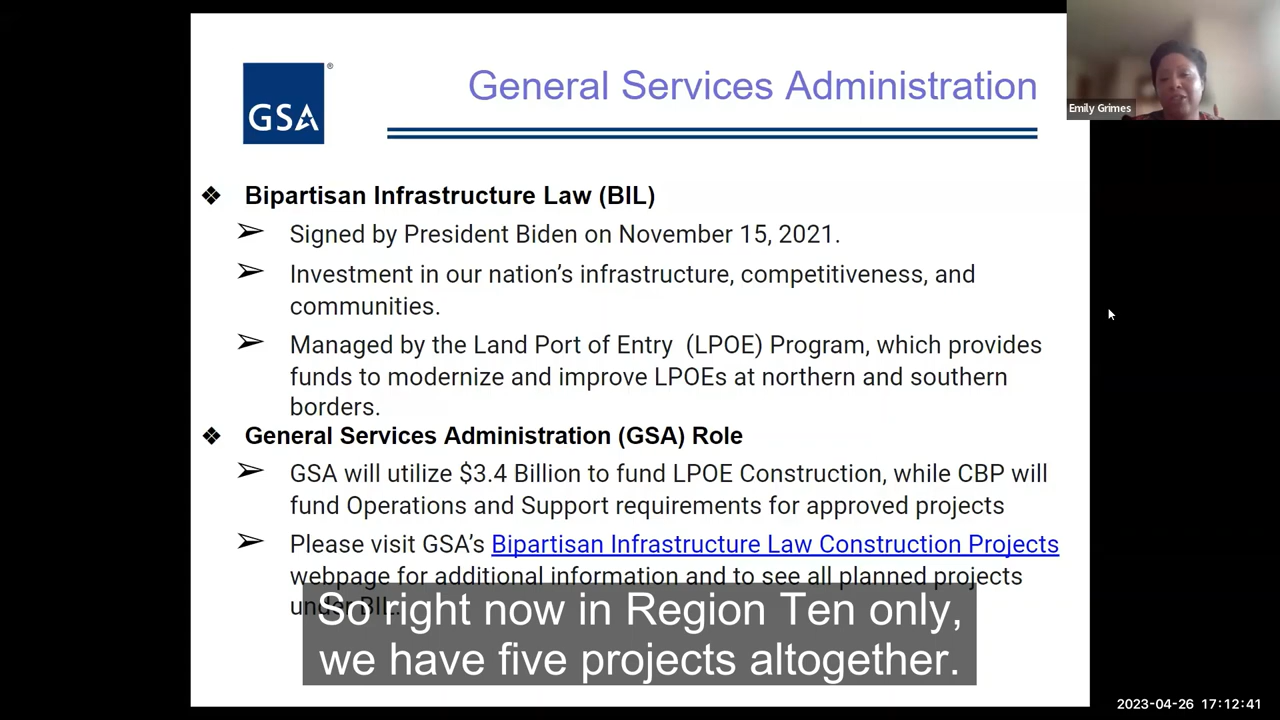 GSA
®
General Services Administration
Emily Grimes
❖ Bipartisan Infrastructure Law (BIL)
➢ Signed by President Biden on November 15, 2021.
➢ Investment in our nation’s infrastructure, competitiveness, and
communities.
➢ Managed by the Land Port of Entry (LPOE) Program, which provides
funds to modernize and improve LPOEs at northern and southern
borders.
❖ General Services Administration (GSA) Role
➢ GSA will utilize $3.4 Billion to fund LPOE Construction, while CBP will
fund Operations and Support requirements for approved projects
➢ Please visit GSA’s Bipartisan Infrastructure Law Construction Projects
webpage for additional information and to see all planned projects
under BIL.
So right now in Region Ten only,
we have five projects altogether.
2023-04-26 17:12:41